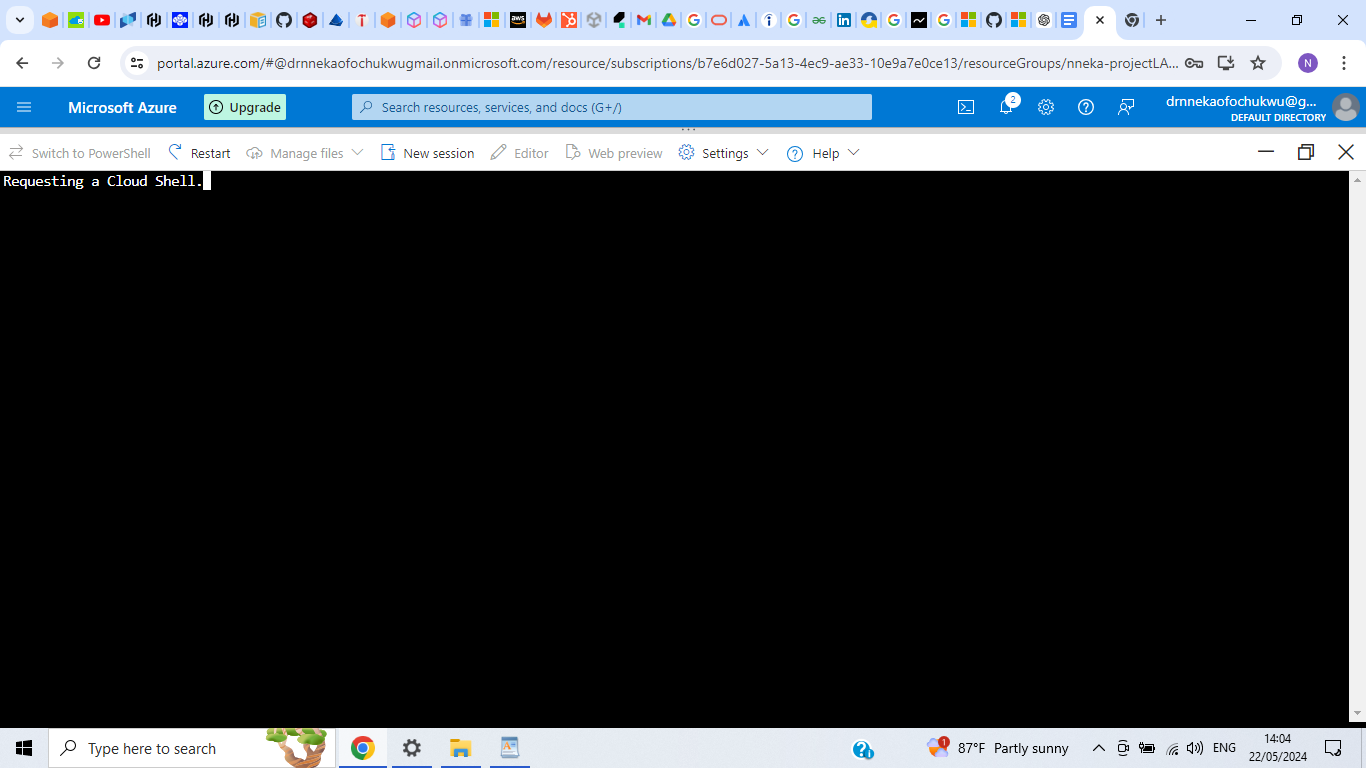 portal.azure.com/#@drnnekaofochukwugmail.onmicrosoft.com/resource/subscriptions/b7e6d027-5a13-4ec9-ae33-10e9a7e0ce13/resourceGroups/nneka-projectLA...
N
Microsoft Azure
Upgrade
Search resources, services, and docs (G+/)
2
drnnekaofochukwu@g...
DEFAULT DIRECTORY
Switch to PowerShell
Restart
Manage files
New session
Editor
Web preview
Settings
Help
Requesting a Cloud Shell.
Type here to search
1
87°F Partly sunny
ENG
14:04
22/05/2024